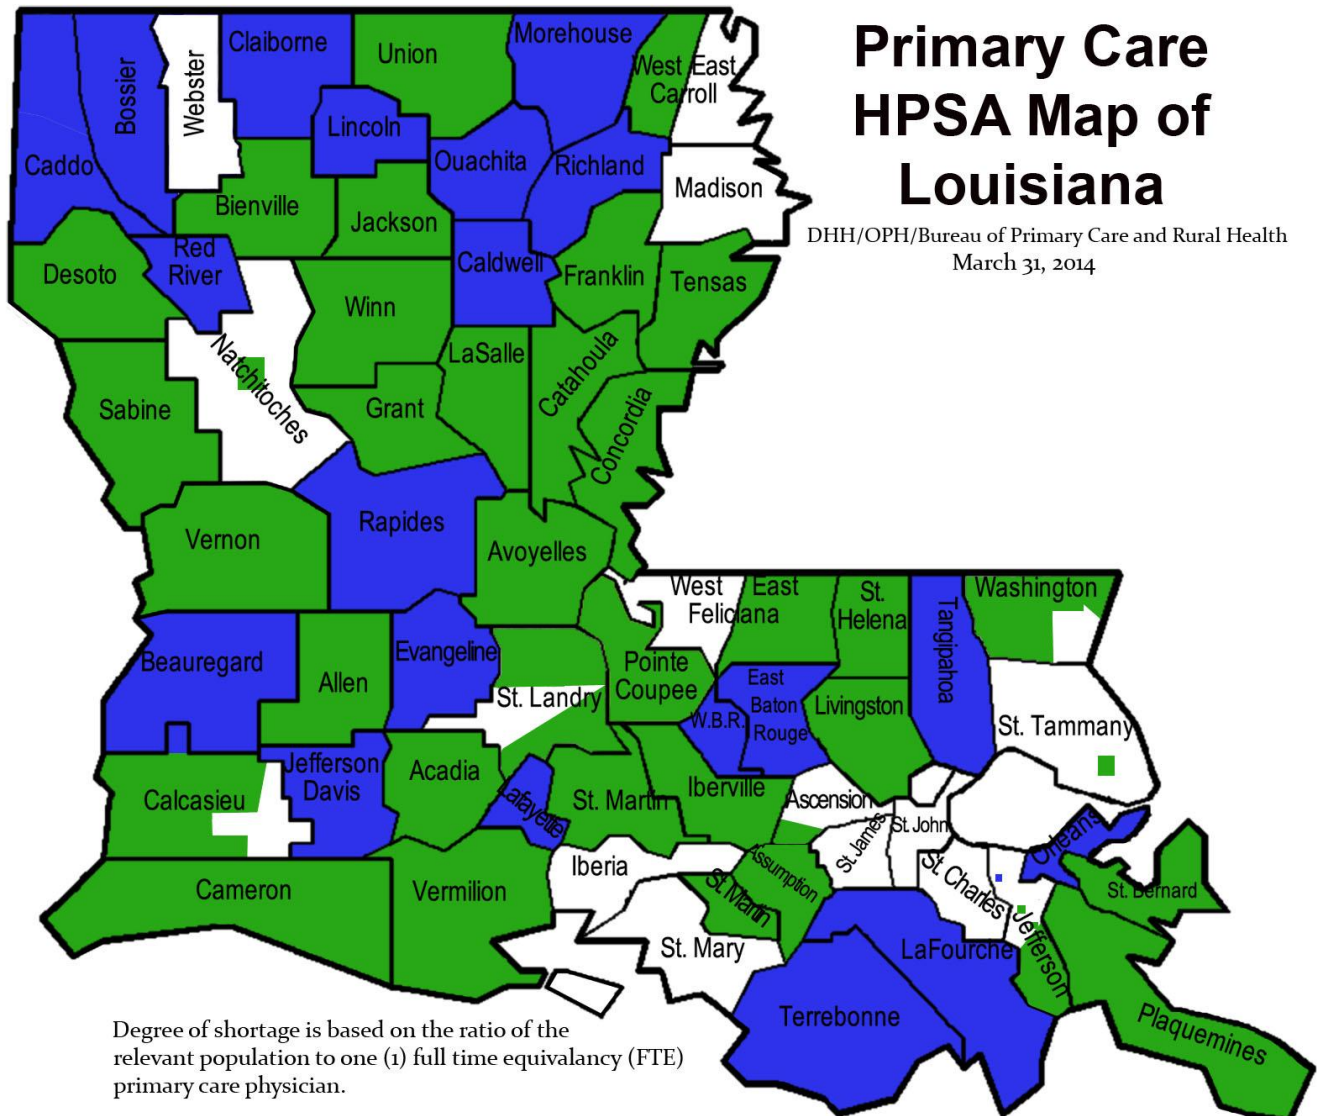 Primary Care
HPSA Map of
Louisiana
DHH/OPH/Bureau of Primary Care and Rural Health
March 31, 2014
Caddo
Bossier
Webster
Claiborne
Union
Morehouse
West East
Carroll
Lincoln
Ouachita
Richland
Madison
Bienville
Jackson
Desoto
Red
River
Caldwell
Franklin
Tensas
Winn
Natchitoches
LaSalle
Catahoula
Concordia
Sabine
Grant
Vernon
Rapides
Avoyelles
West East
Feliciana
St.
Helena
Tangipahoa
Washington
Beauregard
Allen
Evangeline
St. Landry
Pointe
Coupee
W.B.R.
East
Baton
Rouge
Livingston
St. Tammany
Calcasieu
Jefferson
Davis
Acadia
Lafayette
St. Martin
Iberville
Ascension
St James
St. John
St. Charles
Orleans
Cameron
Vermilion
Iberia
St. Martin
Assumption
St. Bernard
St. Mary
LaFourche
Jefferson
Terrebonne
Plaquemines
Degree of shortage is based on the ratio of the
relevant population to one (1) full time equivalancy (FTE)
primary care physician.